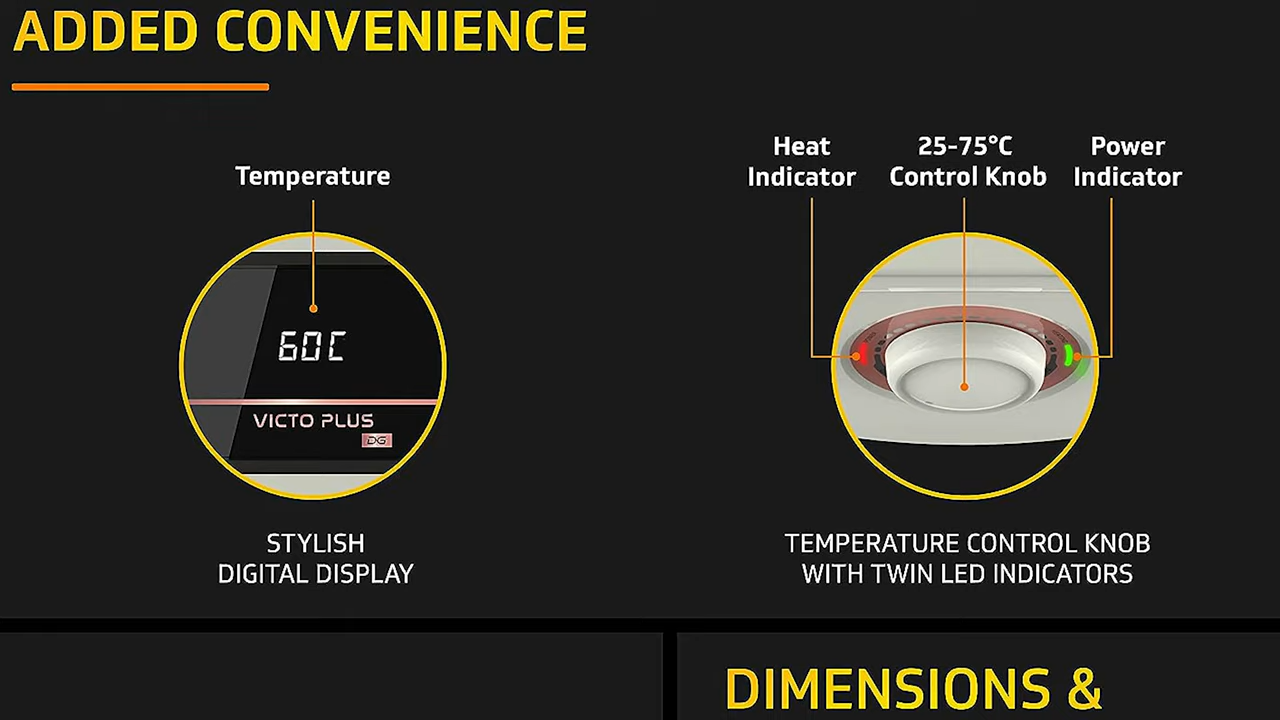 ADDED CONVENIENCE
Temperature
60C
VICTO PLUS
DG
STYLISH
DIGITAL DISPLAY
Heat
Indicator
25-75°C
Control Knob
Power
Indicator
TEMPERATURE CONTROL KNOB
WITH TWIN LED INDICATORS
DIMENSIONS &